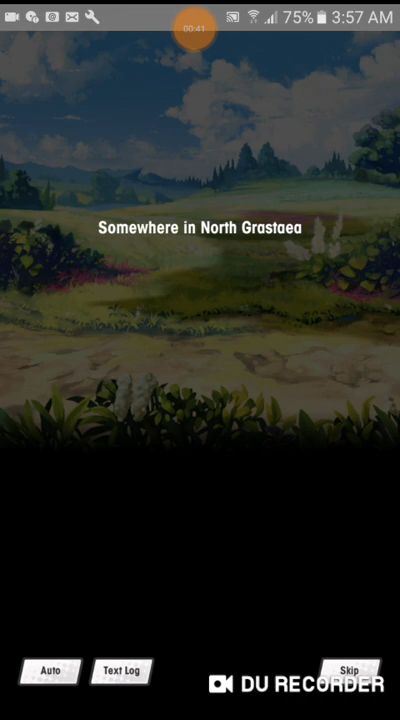 00:41
75% 3:57 AM
Somewhere in North Grastaea
Auto
Text Log
Skip
DU RECORDER